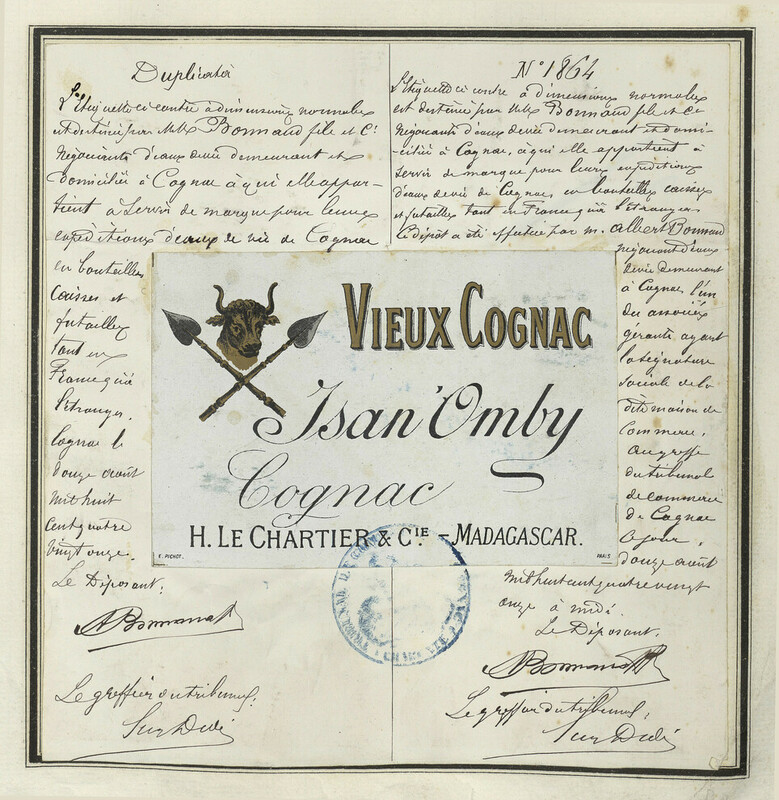 Duplicata
L'étiquette ci contre à dimensions normales
est destinée par MM. Bonnaud fils et Cie
Négociants d'eaux de vie demeurant et
domiciliés à Cognac à qui elle appar-
tient à servir de marque pour leurs
expéditions d'eaux de vie de Cognac
en bouteilles
caisses et
futailles
tant en
France qu'à
l'étranger.
Cognac le
douze août
mil huit
cent quatre
vingt onze.
Le Déposant:
Le greffier du tribunal,
N° 1864
L'étiquette ci contre à dimensions normales
est destinée par MM. Bonnaud fils et Cie
Négociants d'eaux de vie demeurant et domi-
ciliés à Cognac, à qui elle appartient à
servir de marque pour leurs expéditions
d'eaux de vie de Cognac, en bouteilles caisses
et futailles tant en France qu'à l'étranger.
Le dépôt a été effectué par M. Albert Bonnaud
négociant d'eaux
de vie demeurant
à Cognac l'un
des associés
gérants ayant
la signature
sociale de la
dite maison de
Commerce.
Au greffe
du tribunal
de commerce
de Cognac
le jour,
douze août
mil huit cent quatre vingt
onze à midi.
Le Déposant.
Le greffier du tribunal,
VIEUX COGNAC
Isan'Omby
Cognac
H. LE CHARTIER & CIE - MADAGASCAR.
E. PICHOT.
PARIS